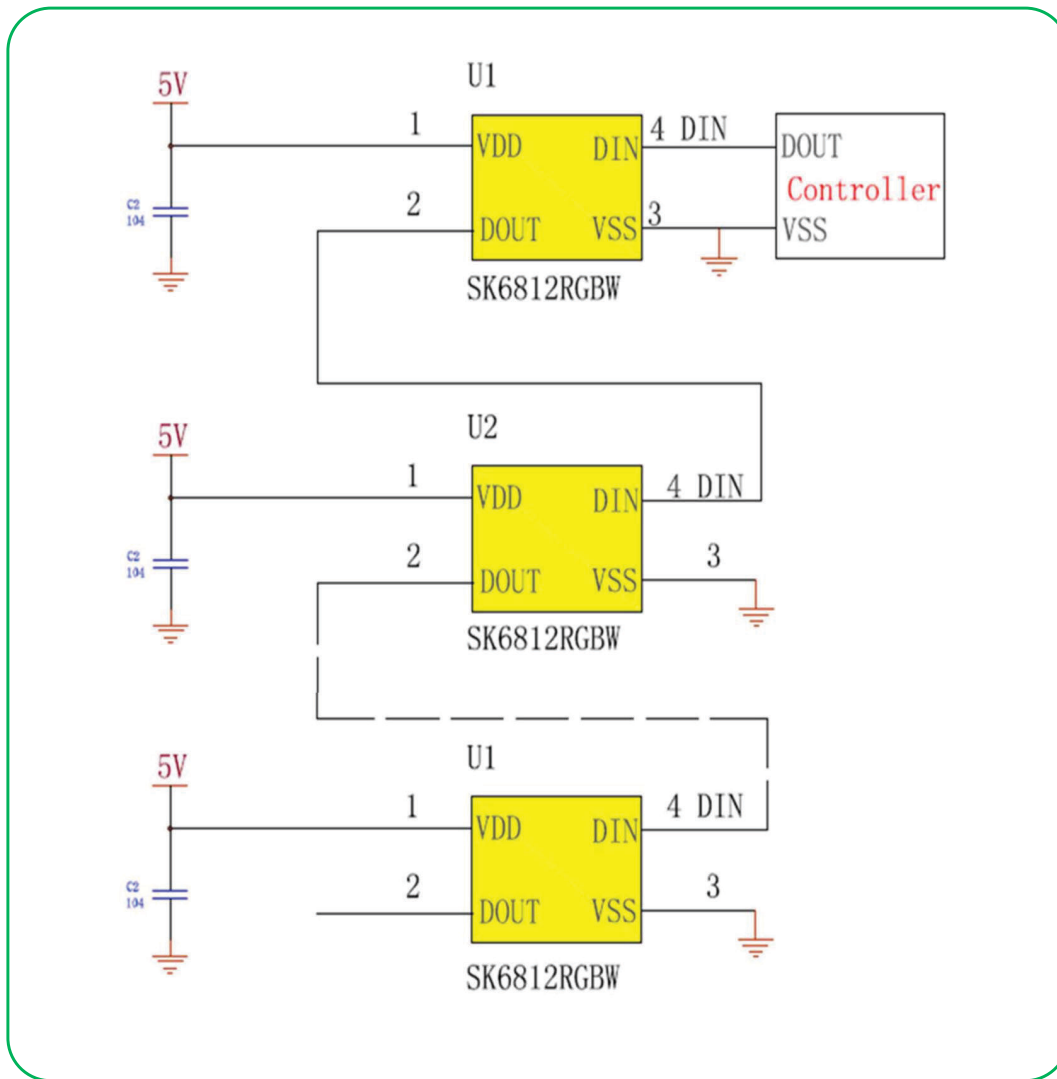 U1
5V
1
4 DIN
VDD
DIN
DOUT
Controller
C2
104
2
3
DOUT
VSS
VSS
SK6812RGBW
U2
5V
1
4 DIN
VDD
DIN
C2
104
2
3
DOUT
VSS
SK6812RGBW
U1
5V
1
4 DIN
VDD
DIN
C2
104
2
3
DOUT
VSS
SK6812RGBW